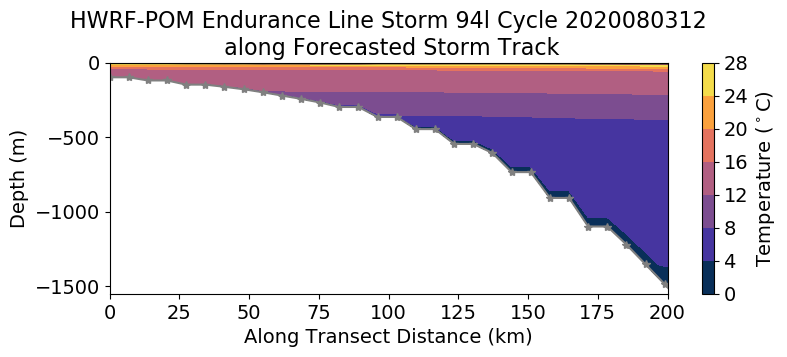 HWRF-POM Endurance Line Storm 94l Cycle 2020080312
along Forecasted Storm Track
Depth (m)
0
−500
−1000
−1500
0 25 50 75 100 125 150 175 200
Along Transect Distance (km)
28
24
20
16
12
8
4
0
Temperature (°C)